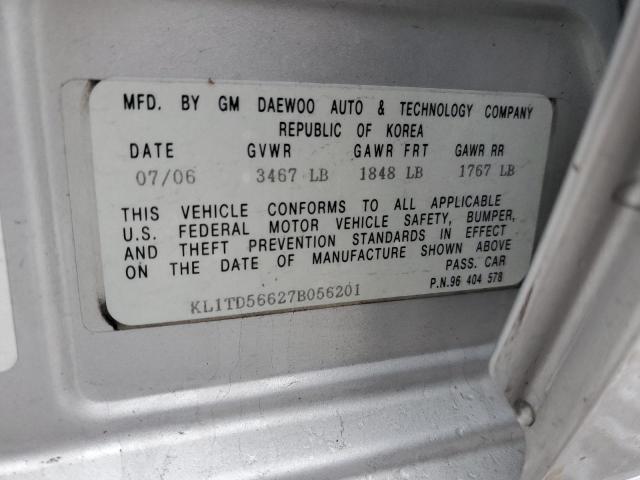 MFD. BY GM DAEWOO AUTO & TECHNOLOGY COMPANY
REPUBLIC OF KOREA
DATE GVWR GAWR FRT GAWR RR
07/06 3467 LB 1848 LB 1767 LB
THIS VEHICLE CONFORMS TO ALL APPLICABLE
U.S. FEDERAL MOTOR VEHICLE SAFETY, BUMPER,
AND THEFT PREVENTION STANDARDS IN EFFECT
ON THE DATE OF MANUFACTURE SHOWN ABOVE
PASS. CAR
P.N.96 404 578
KL1TD56627B056201